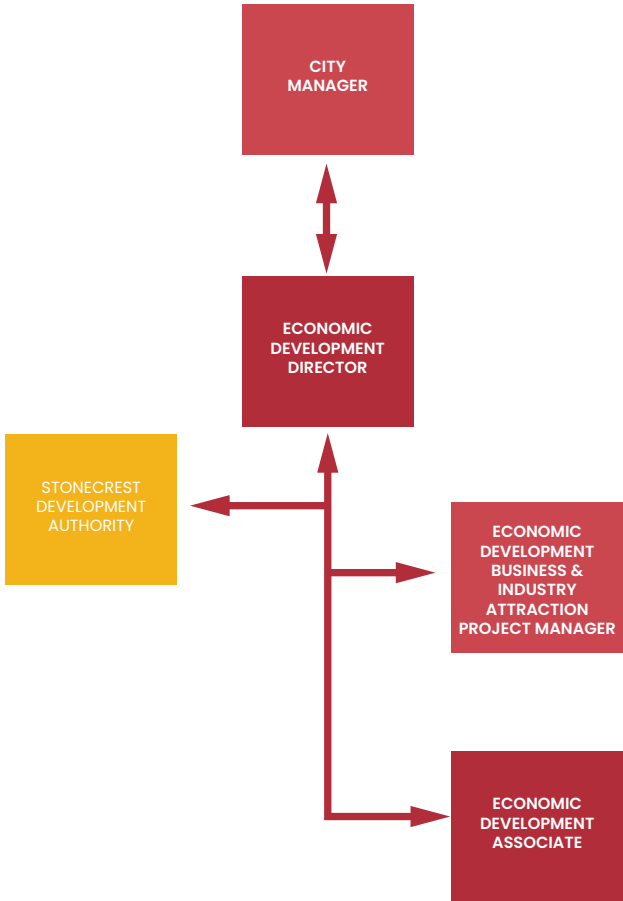 CITY
MANAGER
ECONOMIC
DEVELOPMENT
DIRECTOR
STONECREST
DEVELOPMENT
AUTHORITY
ECONOMIC
DEVELOPMENT
BUSINESS &
INDUSTRY
ATTRACTION
PROJECT MANAGER
ECONOMIC
DEVELOPMENT
ASSOCIATE